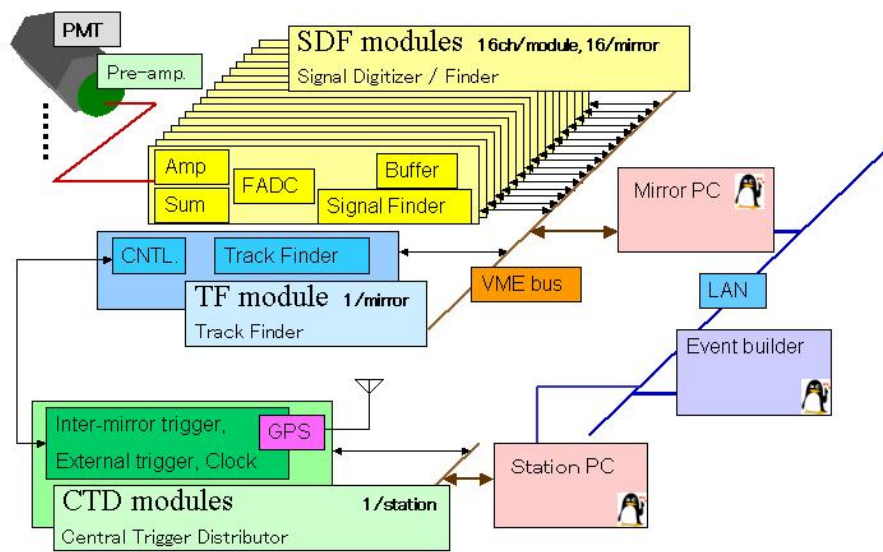 PMT
Pre-amp.
SDF modules 16ch/module, 16/mirror
Signal Digitizer / Finder
Amp
Sum
FADC
Buffer
Signal Finder
Mirror PC
CNTL.
Track Finder
TF module 1/mirror
Track Finder
VME bus
LAN
Event builder
Inter-mirror trigger,
External trigger, Clock
GPS
CTD modules 1/station
Central Trigger Distributor
Station PC